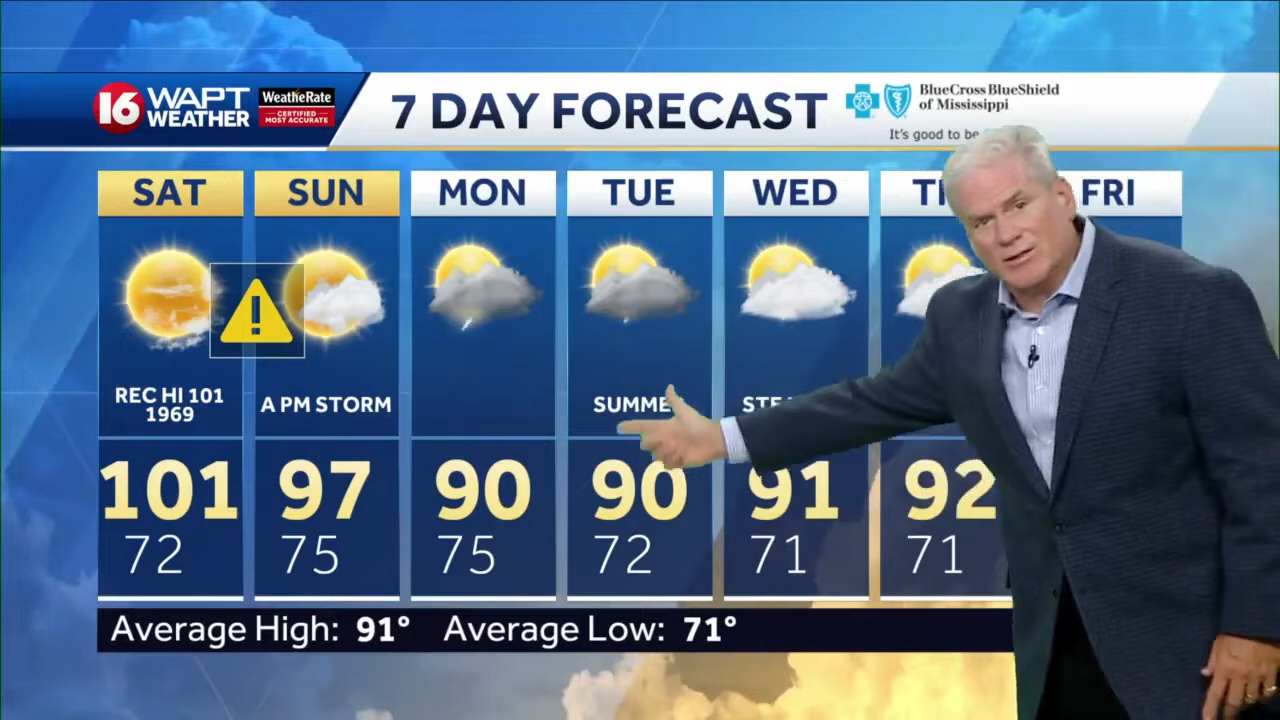 16 WAPT WEATHER
WeatheRate
CERTIFIED
MOST ACCURATE
7 DAY FORECAST
BlueCross BlueShield
of Mississippi
It's good to be
SAT SUN MON TUE WED FRI
REC HI 101
1969
A PM STORM
101 97 90 90 91 92
72 75 75 72 71 71
Average High: 91° Average Low: 71°